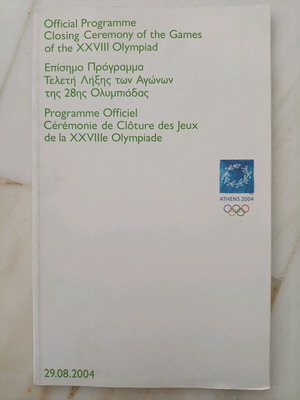 Official Programme
Closing Ceremony of the Games
of the XXVIII Olympiad
Επίσημο Πρόγραμμα
Τελετή Λήξης των Αγώνων
της 28ης Ολυμπιάδας
Programme Officiel
Cérémonie de Clôture des Jeux
de la XXVIIIe Olympiade
ATHENS 2004
29.08.2004